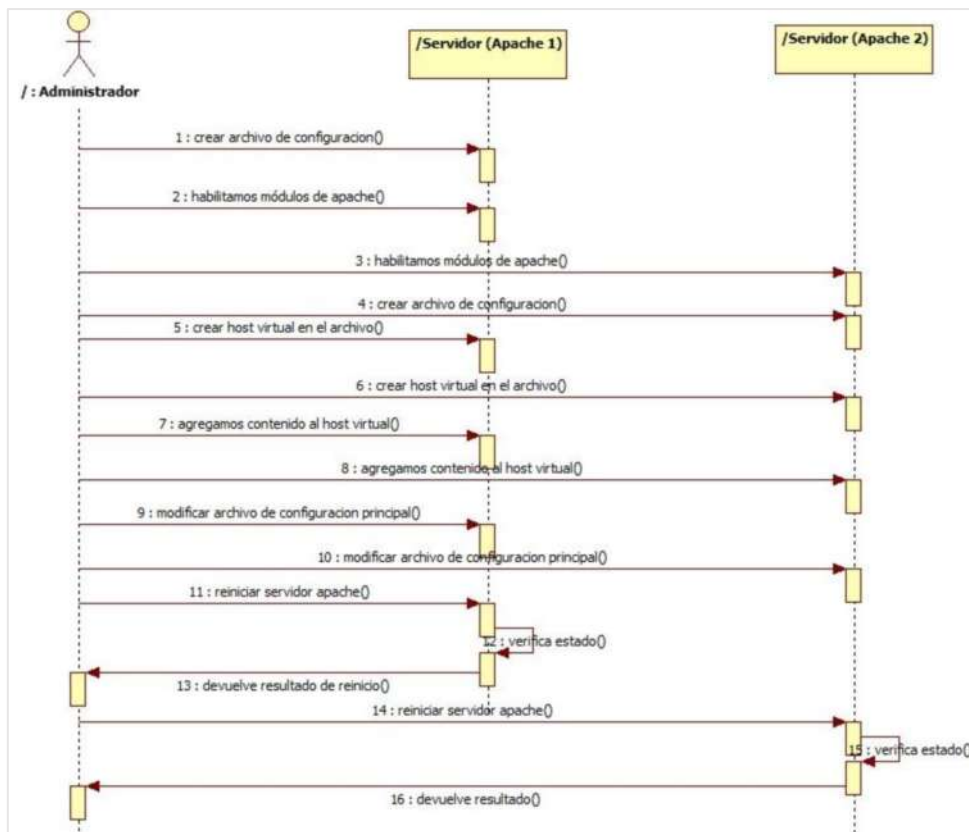 /Servidor (Apache 1)
/Servidor (Apache 2)
/ : Administrador
1 : crear archivo de configuracion()
2 : habilitamos módulos de apache()
3 : habilitamos módulos de apache()
4 : crear archivo de configuracion()
5 : crear host virtual en el archivo()
6 : crear host virtual en el archivo()
7 : agregamos contenido al host virtual()
8 : agregamos contenido al host virtual()
9 : modificar archivo de configuracion principal()
10 : modificar archivo de configuracion principal()
11 : reiniciar servidor apache()
12 : verifica estado()
13 : devuelve resultado de reinicio()
14 : reiniciar servidor apache()
15 : verifica estado()
16 : devuelve resultado()